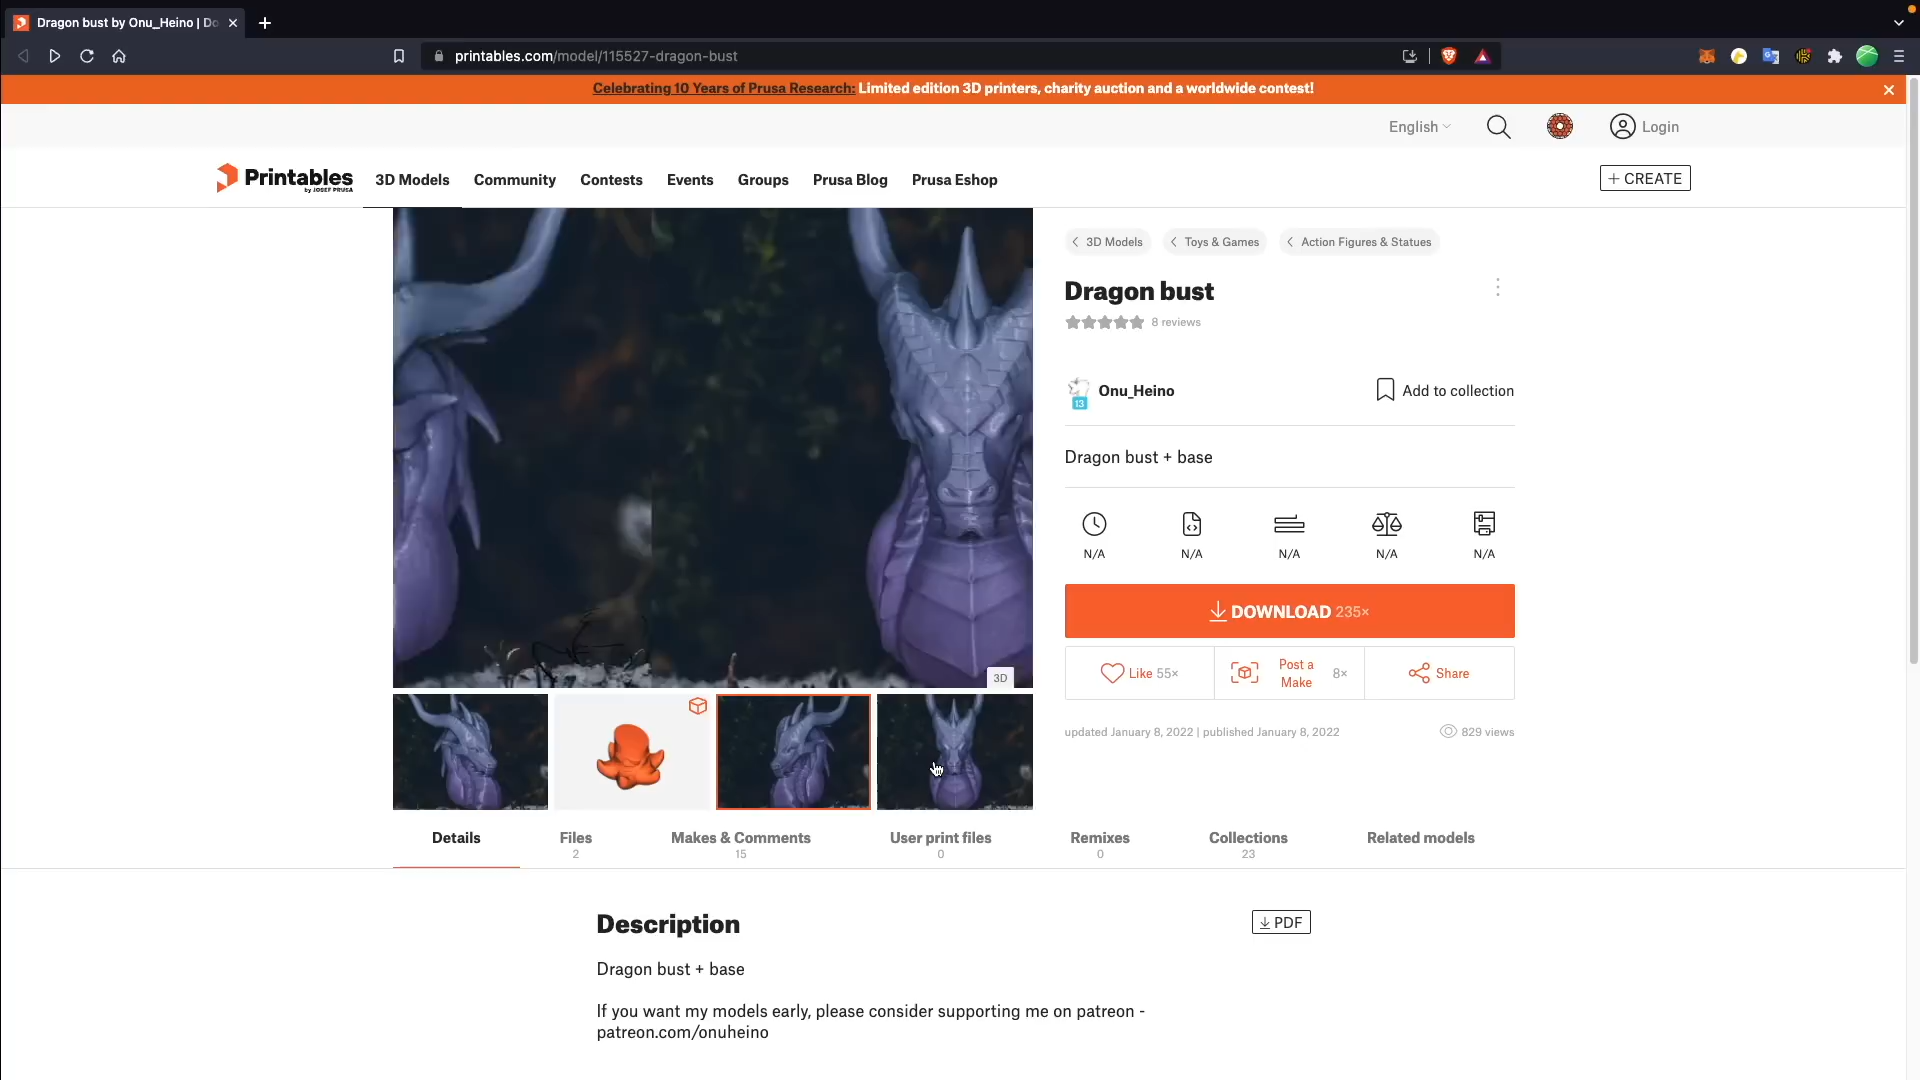 Dragon bust by Onu_Heino | Do
printables.com/model/115527-dragon-bust
Celebrating 10 Years of Prusa Research: Limited edition 3D printers, charity auction and a worldwide contest!
English
Login
Printables
by JOSEF PRUSA
3D Models
Community
Contests
Events
Groups
Prusa Blog
Prusa Eshop
+ CREATE
3D Models
Toys & Games
Action Figures & Statues
Dragon bust
8 reviews
13
Onu_Heino
Add to collection
Dragon bust + base
N/A
N/A
N/A
N/A
N/A
DOWNLOAD 235×
Like 55×
Post a
Make
8×
Share
3D
updated January 8, 2022 | published January 8, 2022
829 views
Details
Files
2
Makes & Comments
15
User print files
0
Remixes
0
Collections
23
Related models
Description
PDF
Dragon bust + base
If you want my models early, please consider supporting me on patreon -
patreon.com/onuheino